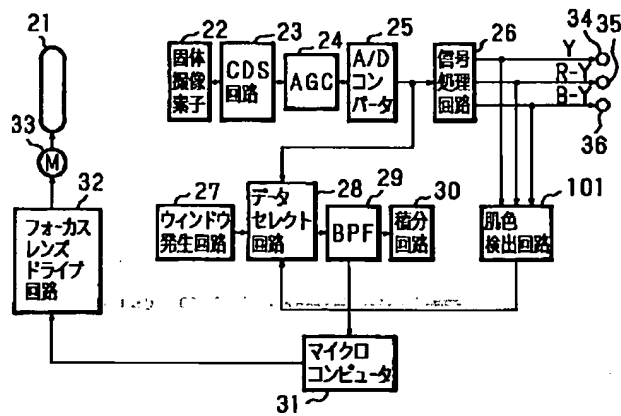 21
22
23
24
25
26
34
35
固体
撮像
素子
CDS
回路
AGC
A/D
コン
バータ
信号
処理
回路
Y
R-Y
B-Y
36
33
M
32
フォーカス
レンズ
ドライブ
回路
27
ウィンドウ
発生回路
28
データ
セレクト
回路
29
BPF
30
積分
回路
101
肌色
検出回路
マイクロ
コンピュータ
31